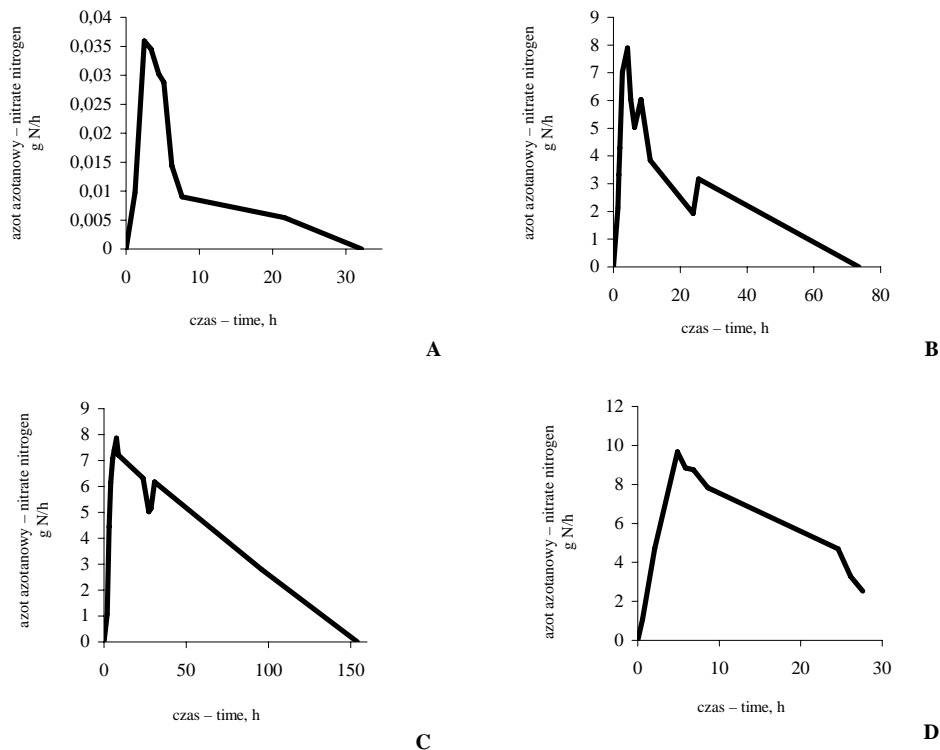 azot azotanowy – nitrate nitrogen
g N/h
0,04
0,035
0,03
0,025
0,02
0,015
0,01
0,005
0
0 10 20 30
czas – time, h
A
azot azotanowy – nitrate nitrogen
g N/h
9
8
7
6
5
4
3
2
1
0
0 20 40 60 80
czas – time, h
B
azot azotanowy – nitrate nitrogen
g N/h
9
8
7
6
5
4
3
2
1
0
0 50 100 150
czas – time, h
C
azot azotanowy – nitrate nitrogen
g N/h
12
10
8
6
4
2
0
0 10 20 30
czas – time, h
D